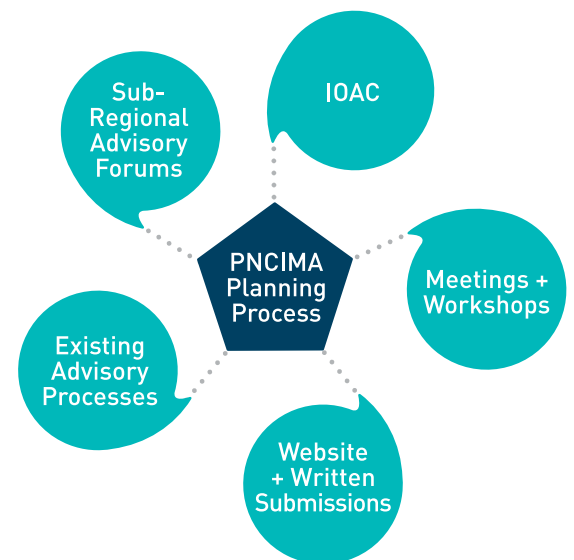 Sub-
Regional
Advisory
Forums
IOAC
PNCIMA
Planning
Process
Meetings +
Workshops
Existing
Advisory
Processes
Website
+ Written
Submissions